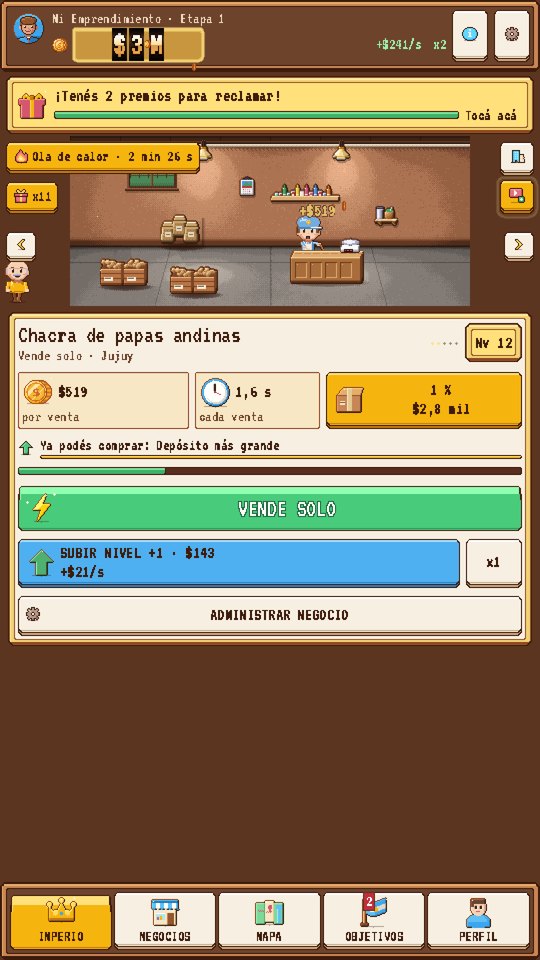 Mi Emprendimiento · Etapa 1
$3 M
+$241/s x2
¡Tenés 2 premios para reclamar!
Tocá acá
Ola de calor · 2 min 26 s
x11
+$519
Chacra de papas andinas
Vende solo · Jujuy
Nv 12
$519
por venta
1,6 s
cada venta
1 %
$2,8 mil
Ya podés comprar: Depósito más grande
VENDE SOLO
SUBIR NIVEL +1 · $143
+$21/s
x1
ADMINISTRAR NEGOCIO
2
IMPERIO
NEGOCIOS
MAPA
OBJETIVOS
PERFIL